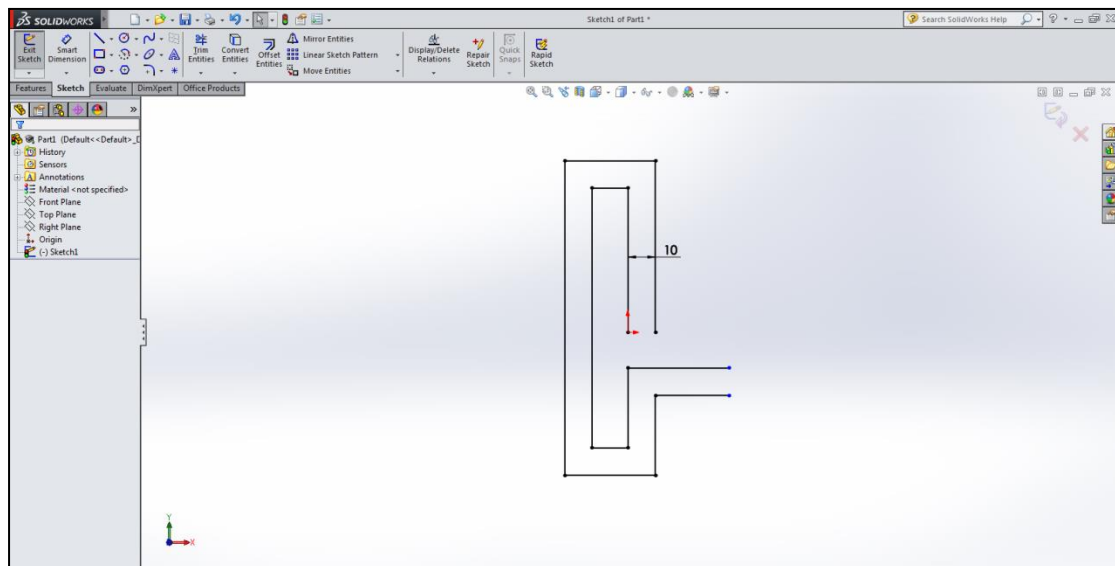 SOLIDWORKS
Sketch1 of Part1 *
Search SolidWorks Help
Exit Sketch
Smart Dimension
Trim Entities
Convert Entities
Offset Entities
Mirror Entities
Linear Sketch Pattern
Move Entities
Display/Delete Relations
Repair Sketch
Quick Snaps
Rapid Sketch
Features Sketch Evaluate DimXpert Office Products
Part1 (Default<<Default>_D
History
Sensors
Annotations
Material <not specified>
Front Plane
Top Plane
Right Plane
Origin
(-) Sketch1
10
Y
X